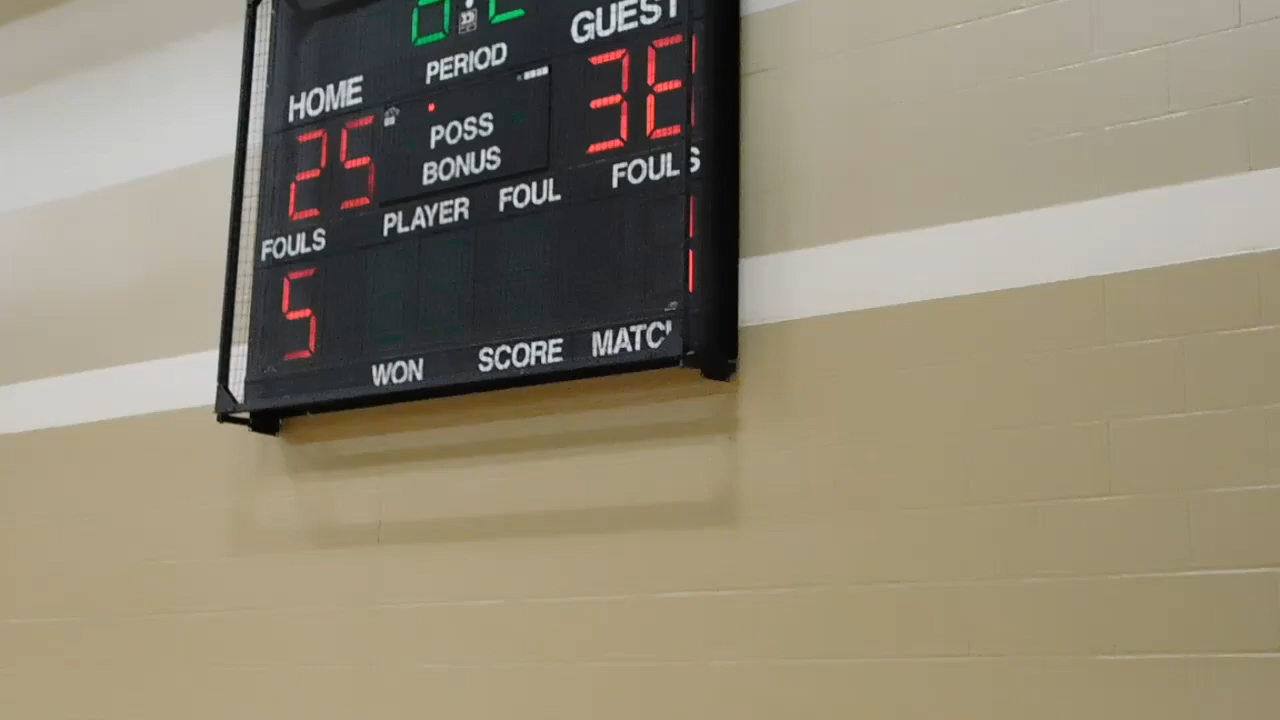 GUEST
PERIOD
HOME
25
POSS
BONUS
FOULS
PLAYER
FOUL
FOULS
5
WON
SCORE